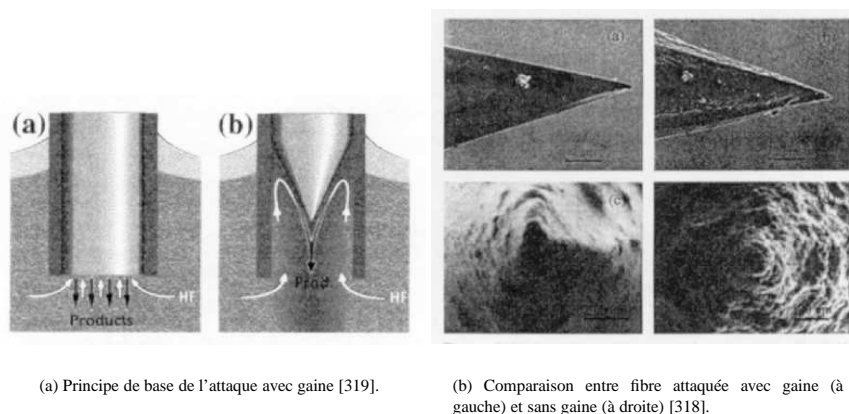 (a)
(b)
HF
Products
Prod.
HF
(a)
(c)
(a) Principe de base de l'attaque avec gaine [319].
(b) Comparaison entre fibre attaquée avec gaine (à
gauche) et sans gaine (à droite) [318].